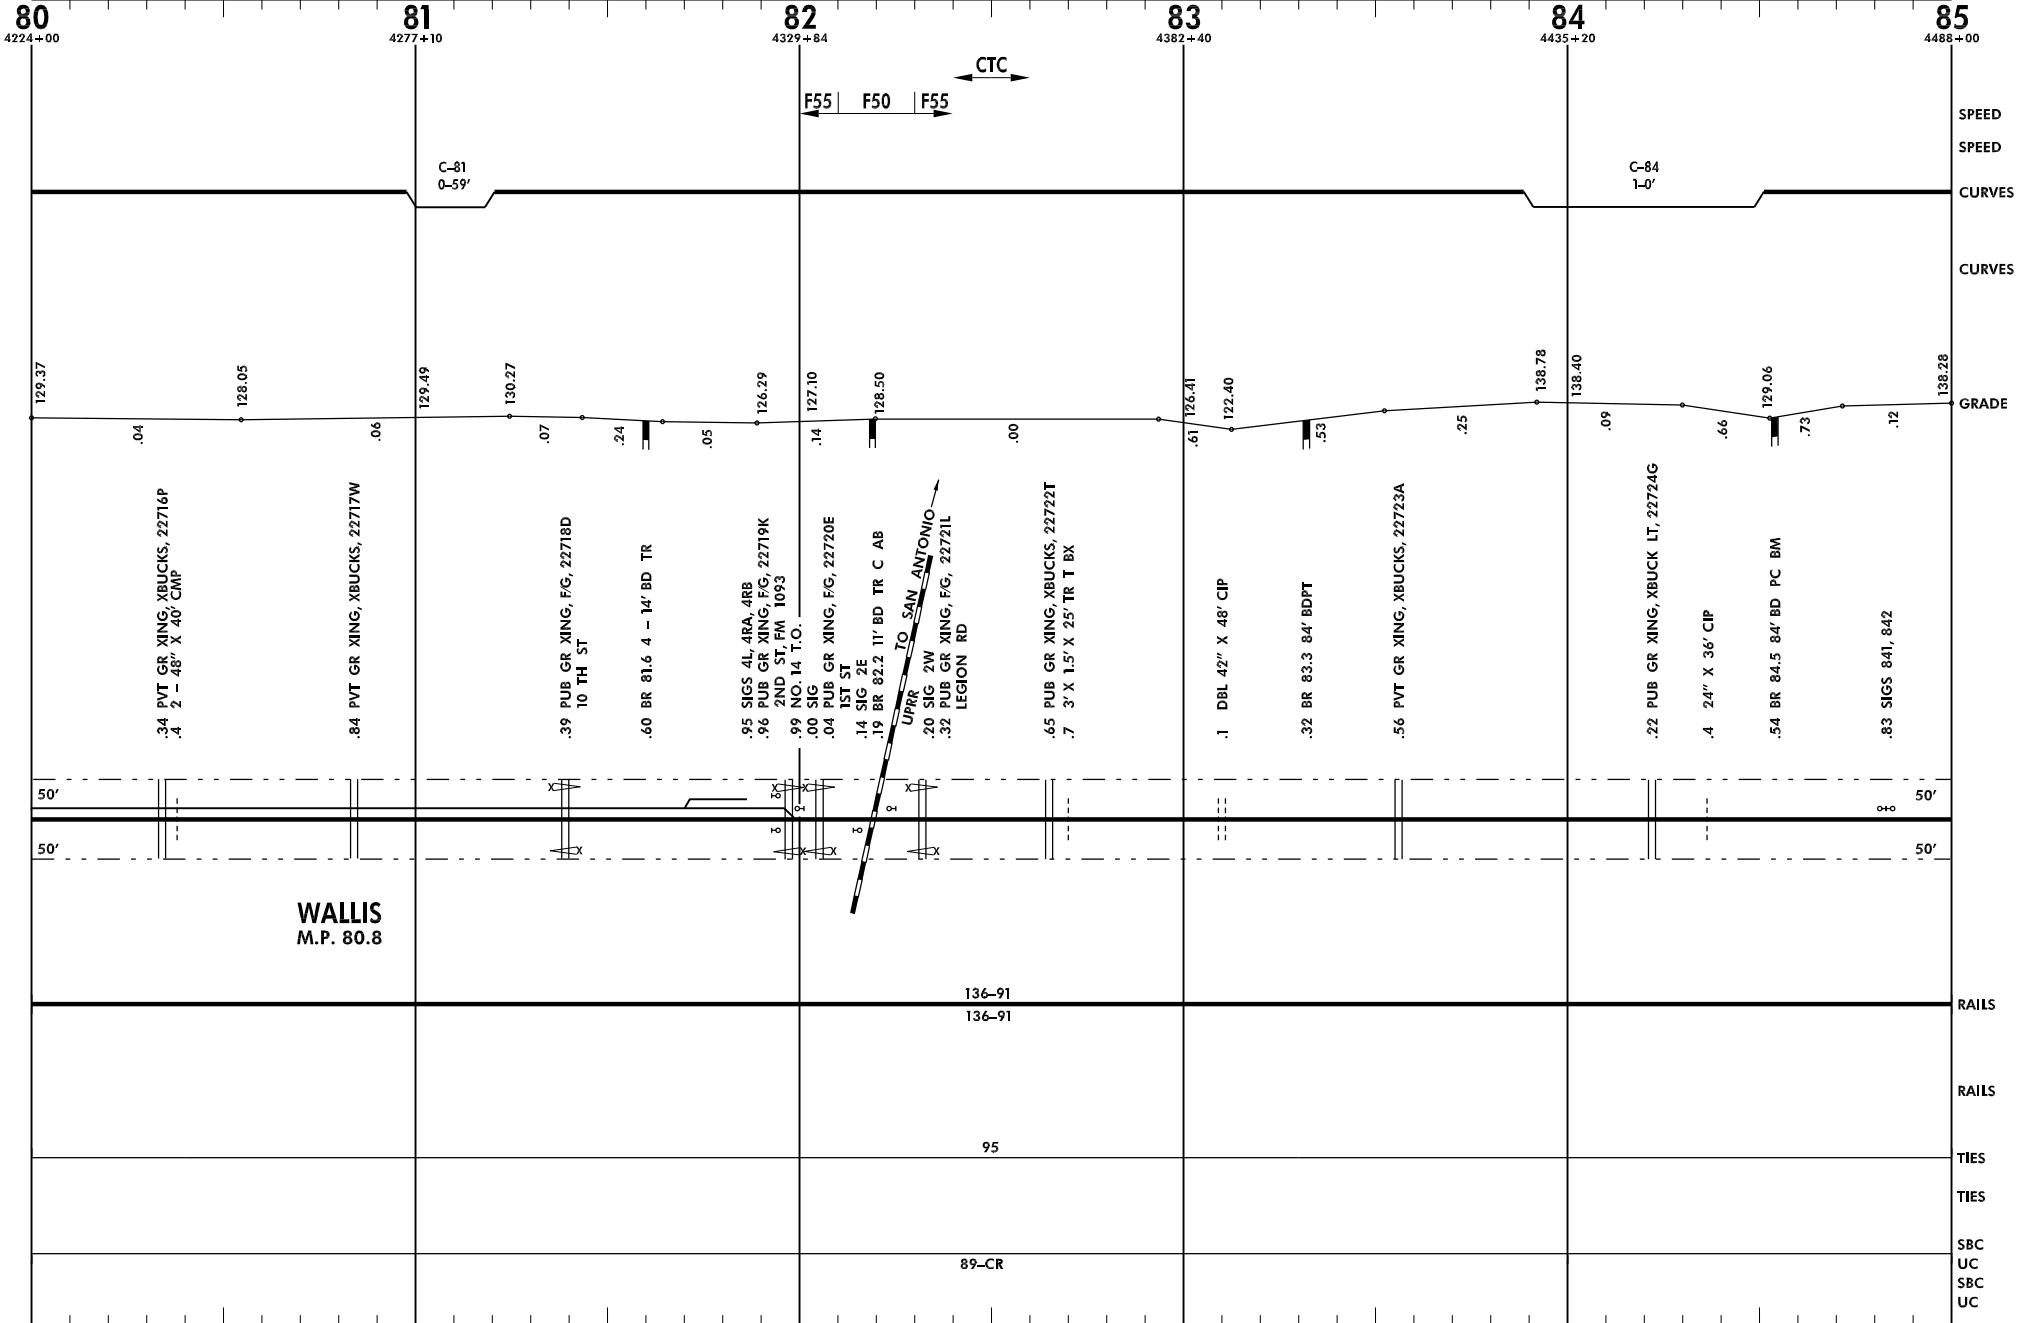 80 81 82 83 84 85
4224+00 4277+10 4329+84 4382+40 4435+20 4488+00
CTC
F55 F50 F55
SPEED
SPEED
C-81
0-59'
C-84
1-0'
CURVES
CURVES
129.37
128.05
129.49
130.27
126.29
127.10
128.50
126.41
122.40
138.78
138.40
129.06
138.28
GRADE
.04
.06
.07
.24
.05
.14
.00
.61
.53
.25
.09
.66
.73
.12
.34 PVT GR XING, XBUCKS, 22716P
.4 2 - 48" X 40' CMP
.84 PVT GR XING, XBUCKS, 22717W
.39 PUB GR XING, F/G, 22718D
10 TH ST
.60 BR 81.6 4 - 14' BD TR
.95 SIGS 4L, 4RA, 4RB
.96 PUB GR XING, F/G, 22719K
2ND ST, FM 1093
.99 NO. 14 T.O.
.00 SIG
.04 PUB GR XING, F/G, 22720E
1ST ST
.14 SIG 2E
.19 BR 82.2 11' BD TR C AB
UPRR TO SAN ANTONIO
.20 SIG 2W
.32 PUB GR XING, F/G, 22721L
LEGION RD
.65 PUB GR XING, XBUCKS, 22722T
.7 3' X 1.5' X 25' TR T BX
.1 DBL 42" X 48' CIP
.32 BR 83.3 84' BDPT
.56 PVT GR XING, XBUCKS, 22723A
.22 PUB GR XING, XBUCK LT, 22724G
.4 24" X 36' CIP
.54 BR 84.5 84' BD PC BM
.83 SIGS 841, 842
50' 50'
X X X X X
50' 50'
X X X X
WALLIS
M.P. 80.8
136-91
RAILS
136-91
RAILS
95
TIES
TIES
SBC
89-CR
UC
SBC
UC